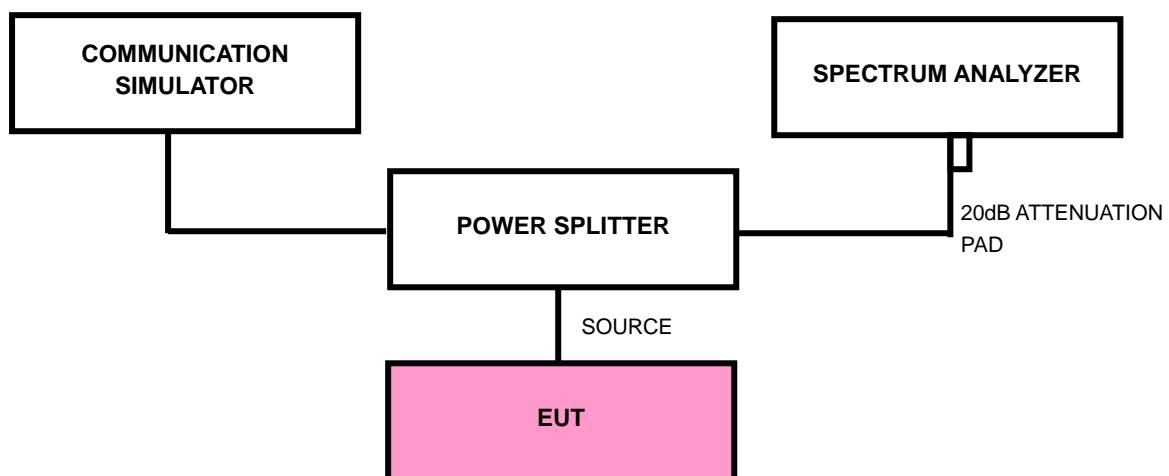 COMMUNICATION
SIMULATOR
SPECTRUM ANALYZER
POWER SPLITTER
20dB ATTENUATION
PAD
SOURCE
EUT